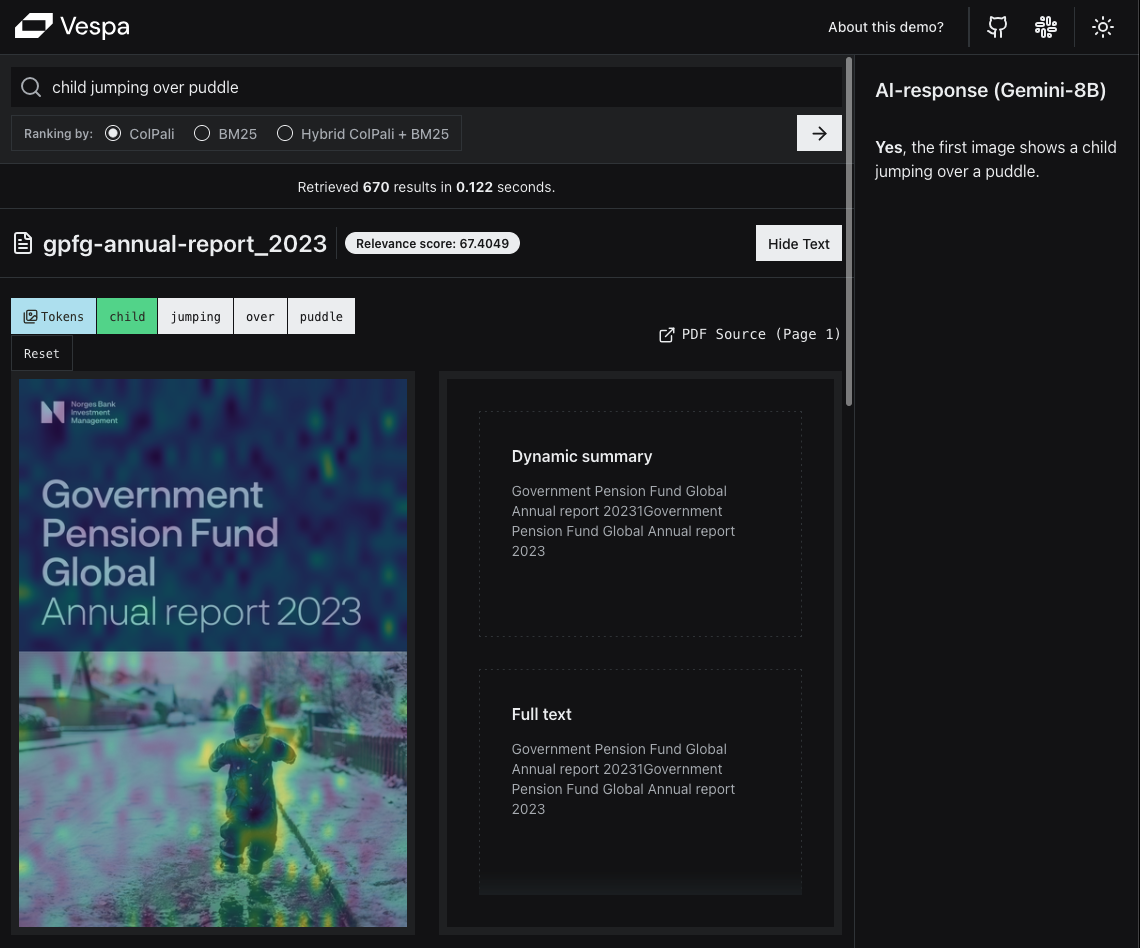 Vespa
About this demo?
child jumping over puddle
Ranking by:
ColPali
BM25
Hybrid ColPali + BM25
Retrieved 670 results in 0.122 seconds.
gpfg-annual-report_2023
Relevance score: 67.4049
Hide Text
Tokens
child
jumping
over
puddle
Reset
PDF Source (Page 1)
Norges Bank
Investment
Management
Government
Pension Fund
Global
Annual report 2023
Dynamic summary
Government Pension Fund Global
Annual report 20231Government
Pension Fund Global Annual report
2023
Full text
Government Pension Fund Global
Annual report 20231Government
Pension Fund Global Annual report
2023
AI-response (Gemini-8B)
Yes, the first image shows a child
jumping over a puddle.